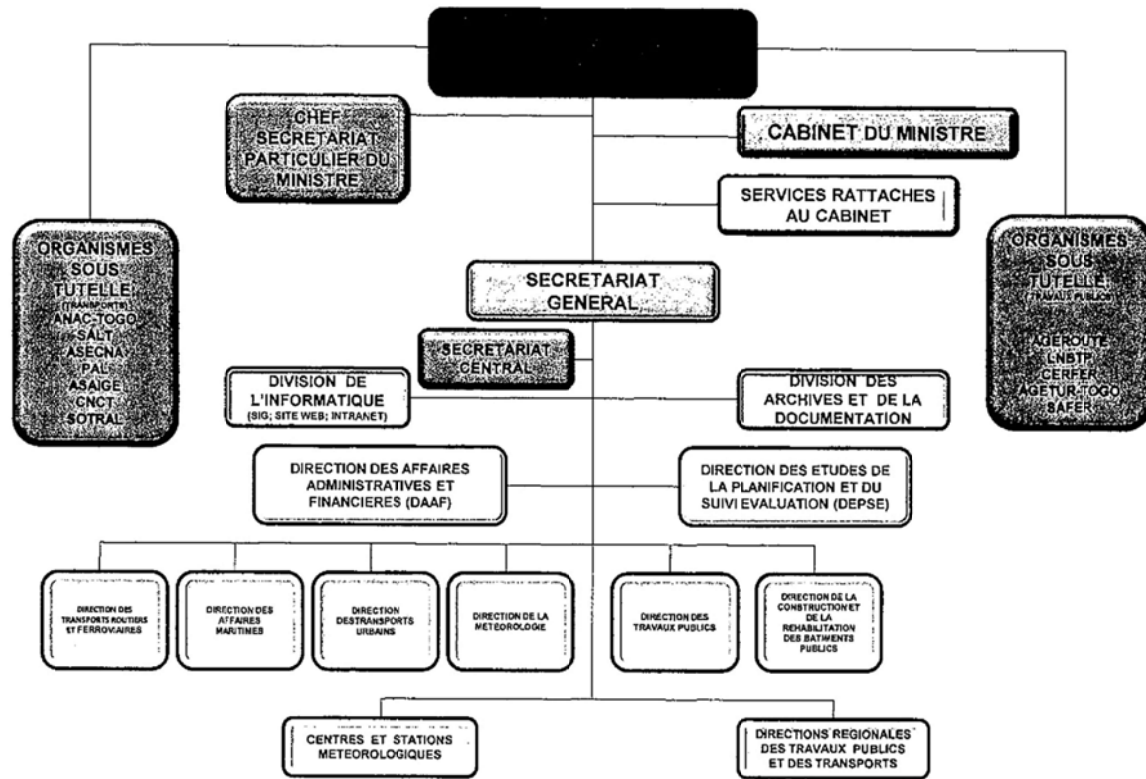 CHEF
SECRETARIAT
PARTICULIER DU
MINISTRE
CABINET DU MINISTRE
SERVICES RATTACHES
AU CABINET
ORGANISMES
SOUS
TUTELLE
(TRANSPORTS)
ANAC-TOGO
SALT
ASECNA
PAL
ASAIGE
CNCT
SOTRAL
ORGANISMES
SOUS
TUTELLE
(TRAVAUX PUBLICS)
AGEROUTE
LNBTP
CERFER
AGETUR-TOGO
SAFER
SECRETARIAT
GENERAL
SECRETARIAT
CENTRAL
DIVISION DE
L'INFORMATIQUE
(SIG; SITE WEB; INTRANET)
DIVISION DES
ARCHIVES ET DE LA
DOCUMENTATION
DIRECTION DES AFFAIRES
ADMINISTRATIVES ET
FINANCIERES (DAAF)
DIRECTION DES ETUDES DE
LA PLANIFICATION ET DU
SUIVI EVALUATION (DEPSE)
DIRECTION DES
TRANSPORTS ROUTIERS
ET FERROVIAIRES
DIRECTION DES
AFFAIRES
MARITIMES
DIRECTION
DESTRANSPORTS
URBAINS
DIRECTION DE LA
METEOROLOGIE
DIRECTION DES
TRAVAUX PUBLICS
DIRECTION DE LA
CONSTRUCTION ET
DE LA
REHABILITATION
DES BATIMENTS
PUBLICS
CENTRES ET STATIONS
METEOROLOGIQUES
DIRECTIONS REGIONALES
DES TRAVAUX PUBLICS
ET DES TRANSPORTS